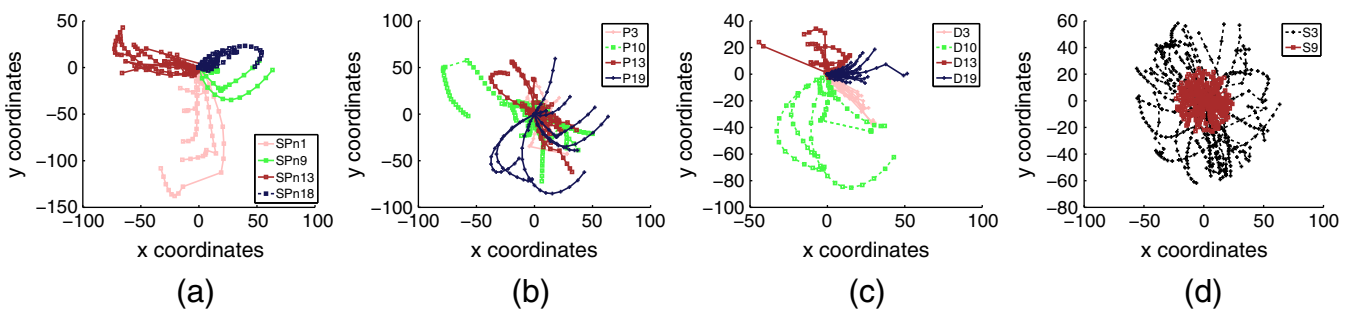 y coordinates
50
0
−50
−100
−150
−100
−50
0
50
100
x coordinates
SPn1
SPn9
SPn13
SPn18
(a)
y coordinates
100
50
0
−50
−100
−100
−50
0
50
100
x coordinates
P3
P10
P13
P19
(b)
y coordinates
40
20
0
−20
−40
−60
−80
−100
−50
0
50
100
x coordinates
D3
D10
D13
D19
(c)
y coordinates
60
40
20
0
−20
−40
−60
−80
−100
−50
0
50
100
x coordinates
S3
S9
(d)